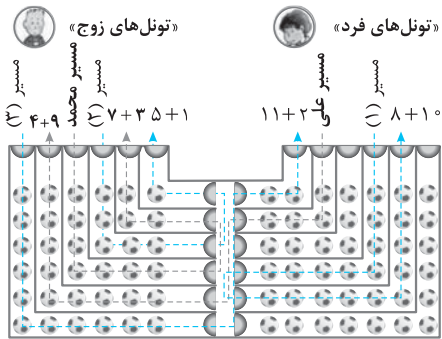 «تونل‌های فرد»
«تونل‌های زوج»
۸+۱۰
مسیر (۱)
مسیر علی
۱۱+۲
۵+۱
۷+۳
مسیر (۲)
مسیر محمد
۴+۹
مسیر (۳)